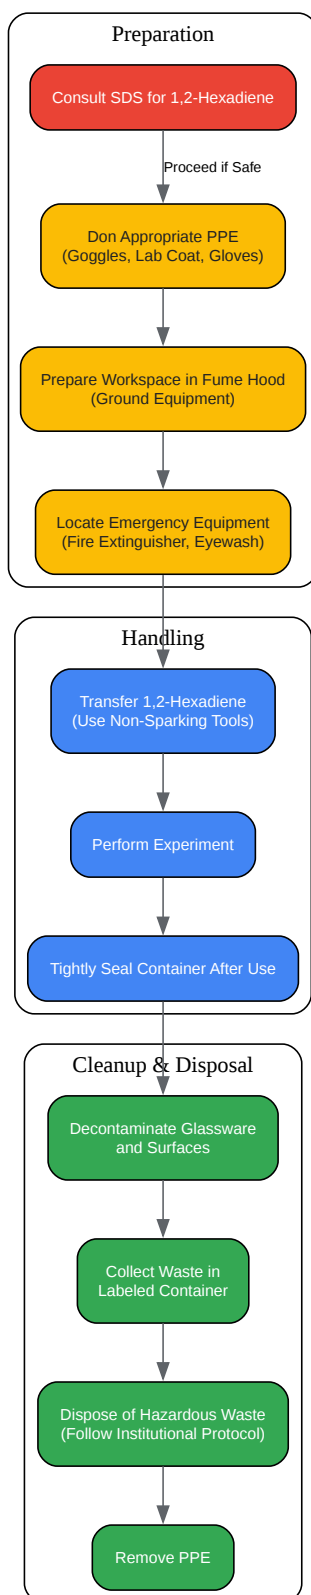 Preparation
Consult SDS for 1,2-Hexadiene
Proceed if Safe
Don Appropriate PPE
(Goggles, Lab Coat, Gloves)
Prepare Workspace in Fume Hood
(Ground Equipment)
Locate Emergency Equipment
(Fire Extinguisher, Eyewash)
Handling
Transfer 1,2-Hexadiene
(Use Non-Sparking Tools)
Perform Experiment
Tightly Seal Container After Use
Cleanup & Disposal
Decontaminate Glassware
and Surfaces
Collect Waste in
Labeled Container
Dispose of Hazardous Waste
(Follow Institutional Protocol)
Remove PPE